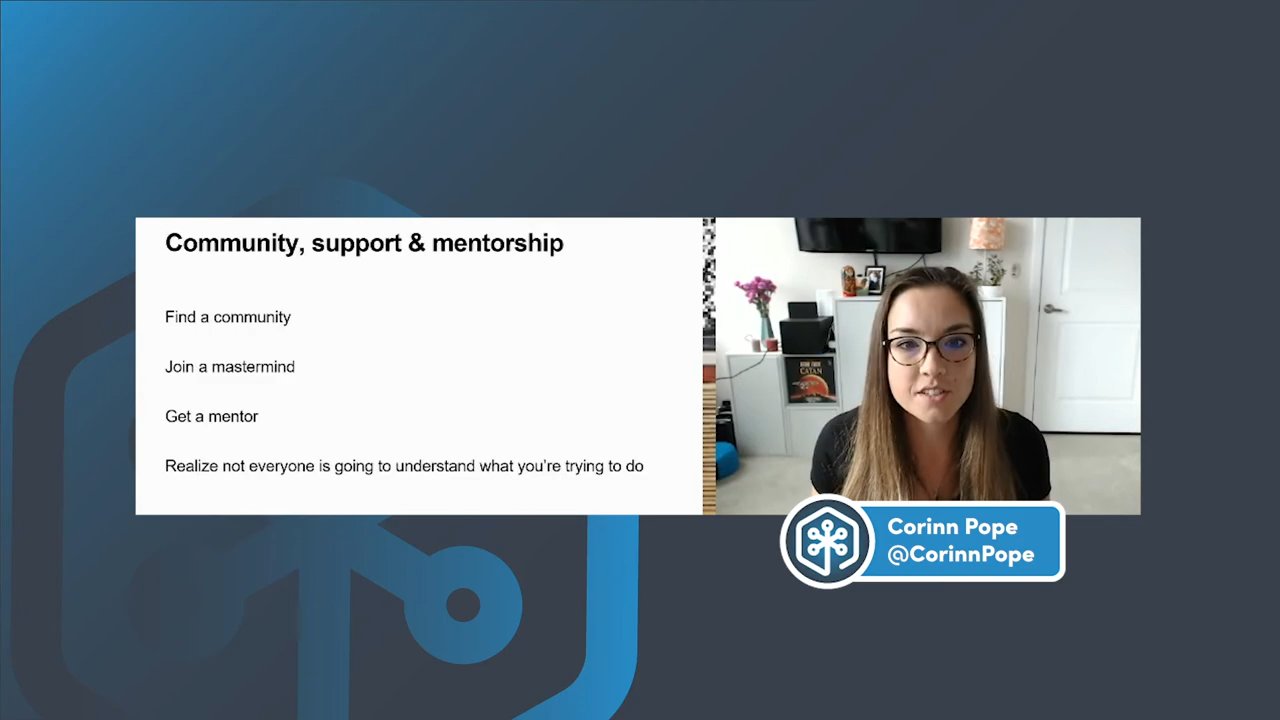 Community, support & mentorship
Find a community
Join a mastermind
Get a mentor
Realize not everyone is going to understand what you're trying to do
CATAN
Corinn Pope
@CorinnPope